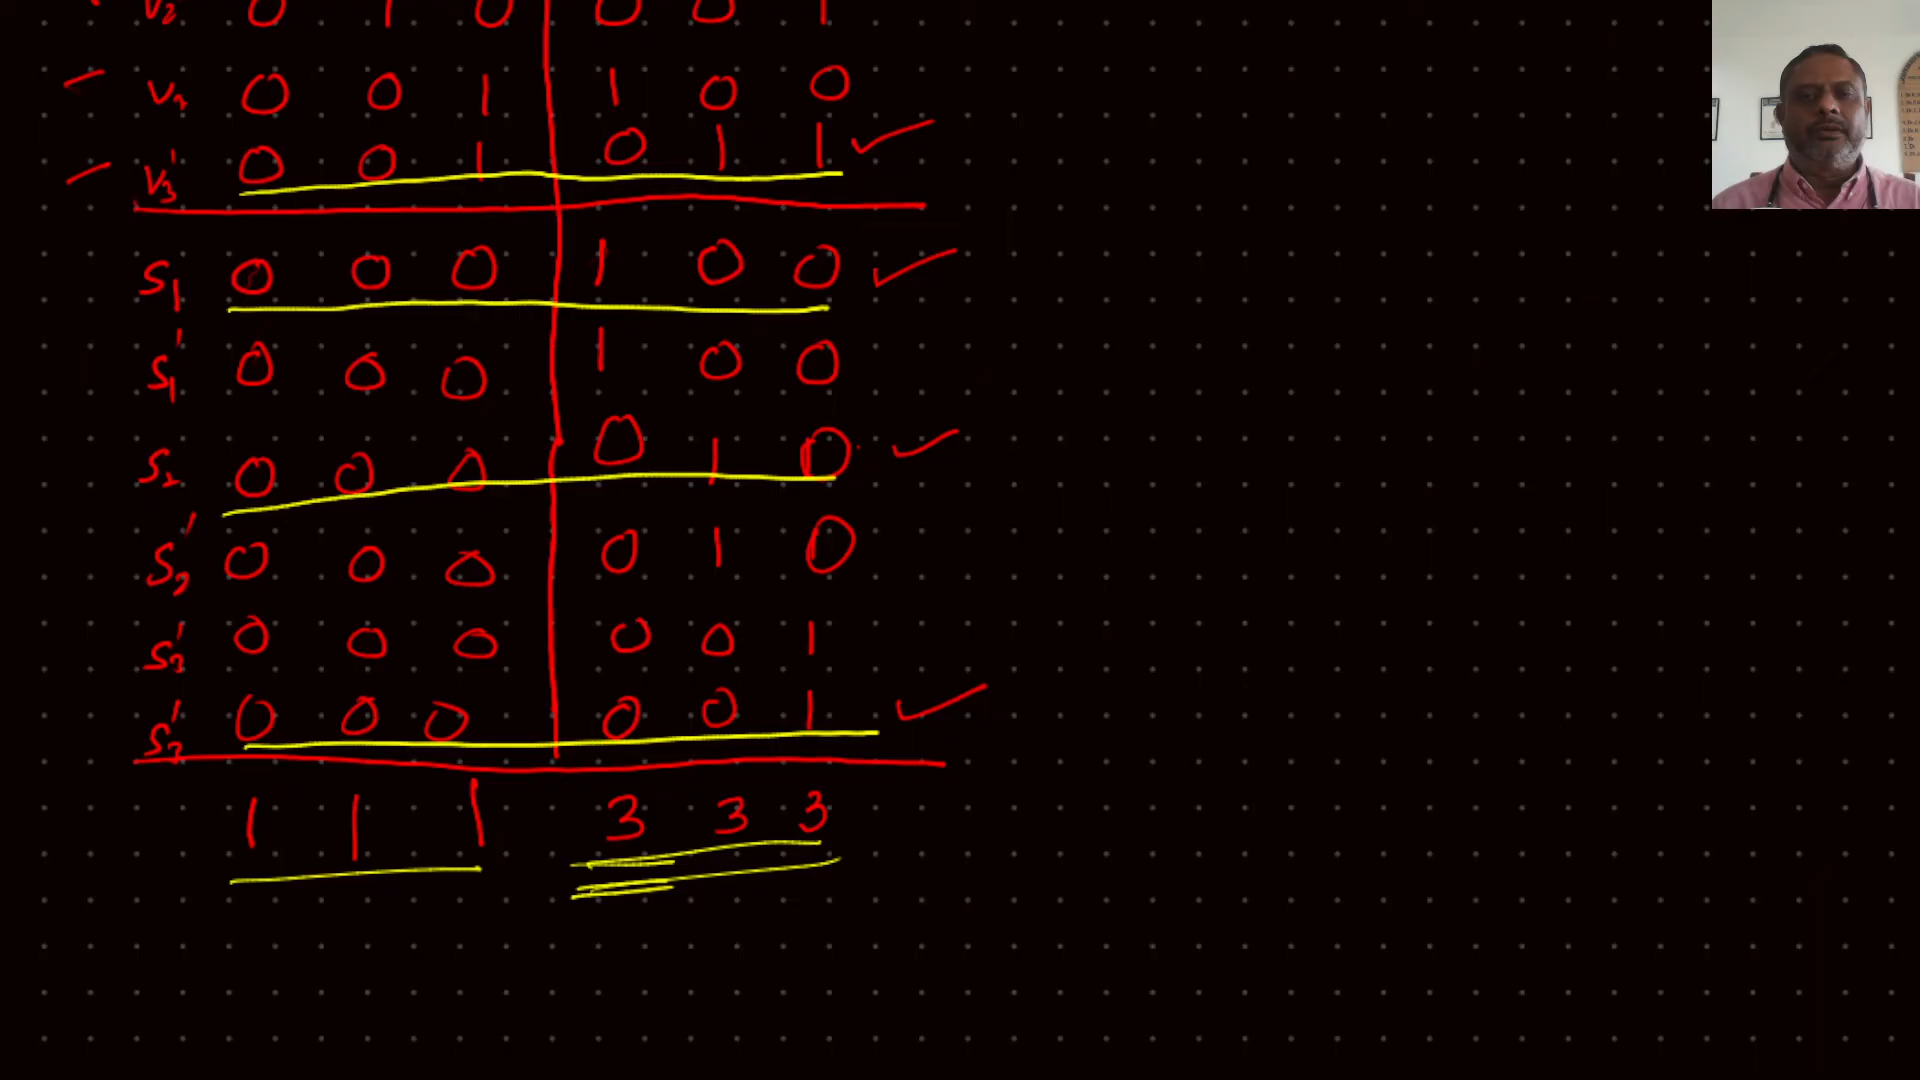 V₂ 0 1 0 0 0 1
V₃ 0 0 1 1 0 0
V₃' 0 0 1 0 1 1 ✓
S₁ 0 0 0 1 0 0 ✓
S₁' 0 0 0 1 0 0
S₂ 0 0 0 0 1 0 ✓
S₂' 0 0 0 0 1 0
S₃' 0 0 0 0 0 1
S₃' 0 0 0 0 0 1 ✓
1 1 1 3 3 3